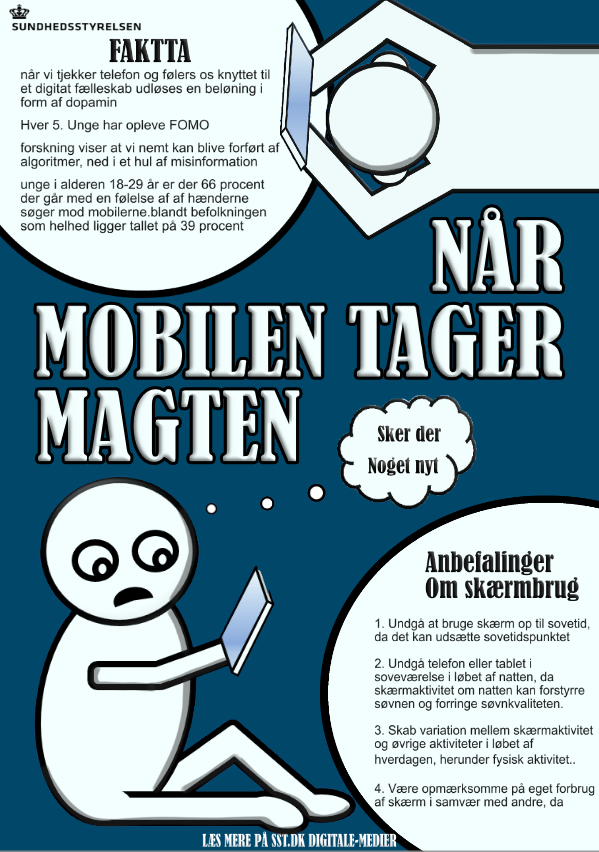 SUNDHEDSSTYRELSEN
FAKTTA
når vi tjekker telefon og følers os knyttet til
et digitat fælleskab udløses en beløning i
form af dopamin
Hver 5. Unge har opleve FOMO
forskning viser at vi nemt kan blive forført af
algoritmer, ned i et hul af misinformation
unge i alderen 18-29 år er der 66 procent
der går med en følelse af af hænderne
søger mod mobilerne.blandt befolkningen
som helhed ligger tallet på 39 procent
NÅR
MOBILEN TAGER
MAGTEN
Sker der
Noget nyt
Anbefalinger
Om skærmbrug
1. Undgå at bruge skærm op til sovetid,
da det kan udsætte sovetidspunktet
2. Undgå telefon eller tablet i
soveværelse i løbet af natten, da
skærmaktivitet om natten kan forstyrre
søvnen og forringe søvnkvaliteten.
3. Skab variation mellem skærmaktivitet
og øvrige aktiviteter i løbet af
hverdagen, herunder fysisk aktivitet..
4. Være opmærksomme på eget forbrug
af skærm i samvær med andre, da
LÆS MERE PÅ SST.DK DIGITALE-MEDIER